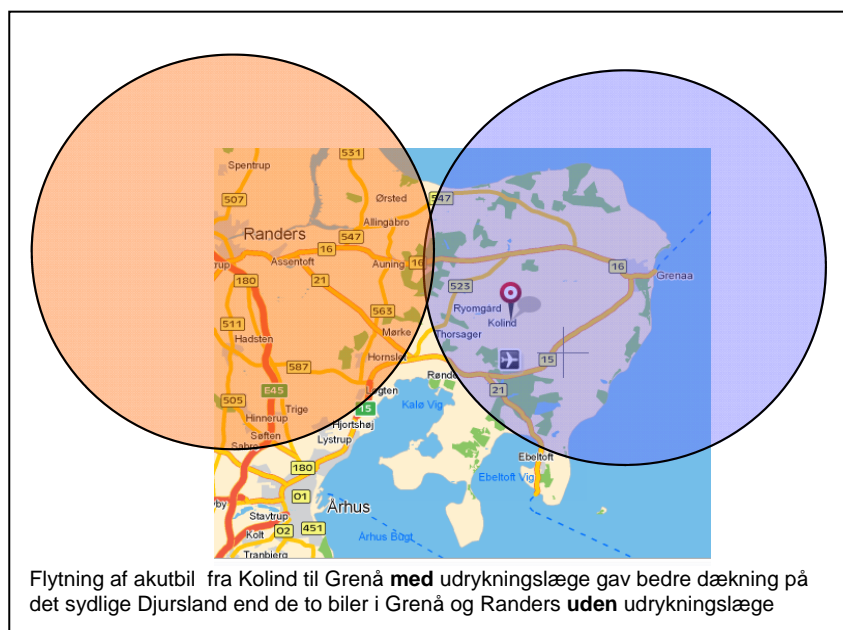 531
Spentrup
507
Ørsted
Allingåbro
547
547
Randers
16
Assentoft
Auning
16
16
Grenaa
180
21
523
Ryomgård
Kolind
563
511
Mørke
Thorsager
Hadsten
Hornslet
15
587
Rønde
21
E45
505
Trige
Løgten
Kalø Vig
15
Hinnerup
Hjortshøj
Søften
Lystrup
Ebeltoft
180
Ebeltoft Vig
O1
Århus
Stavtrup
O2
451
Kolt
Århus Bugt
Tranbjerg
Flytning af akutbil fra Kolind til Grenå med udrykningslæge gav bedre dækning på
det sydlige Djursland end de to biler i Grenå og Randers uden udrykningslæge